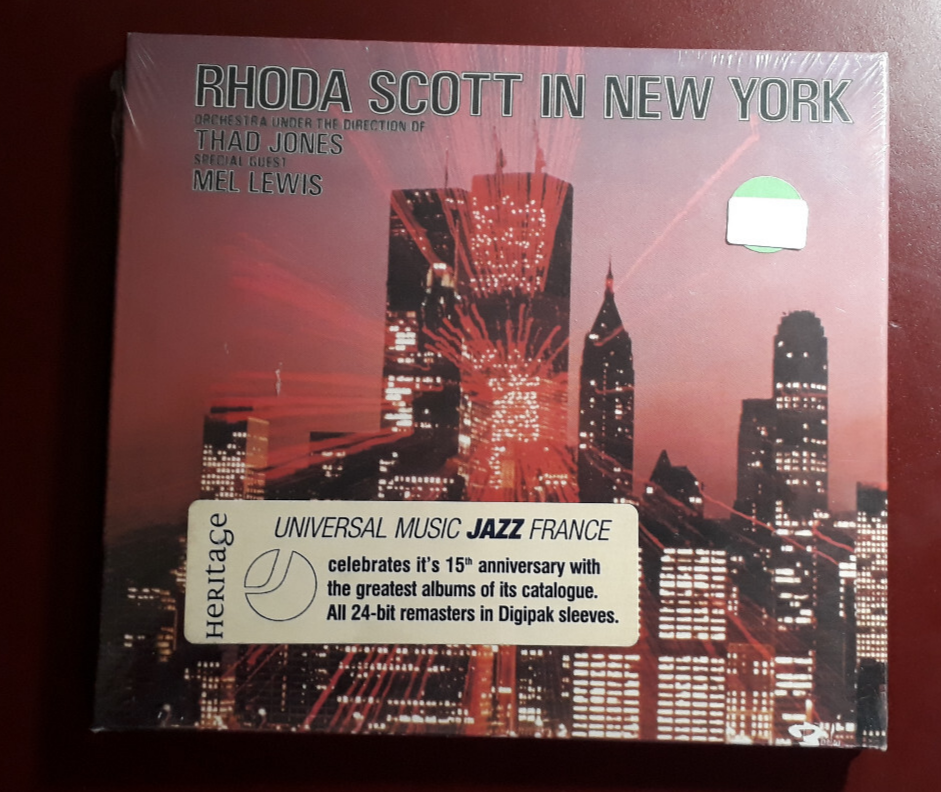 RHODA SCOTT IN NEW YORK
ORCHESTRA UNDER THE DIRECTION OF
THAD JONES
SPECIAL GUEST
MEL LEWIS
HERITAGE
UNIVERSAL MUSIC JAZZ FRANCE
celebrates it's 15th anniversary with
the greatest albums of its catalogue.
All 24-bit remasters in Digipak sleeves.